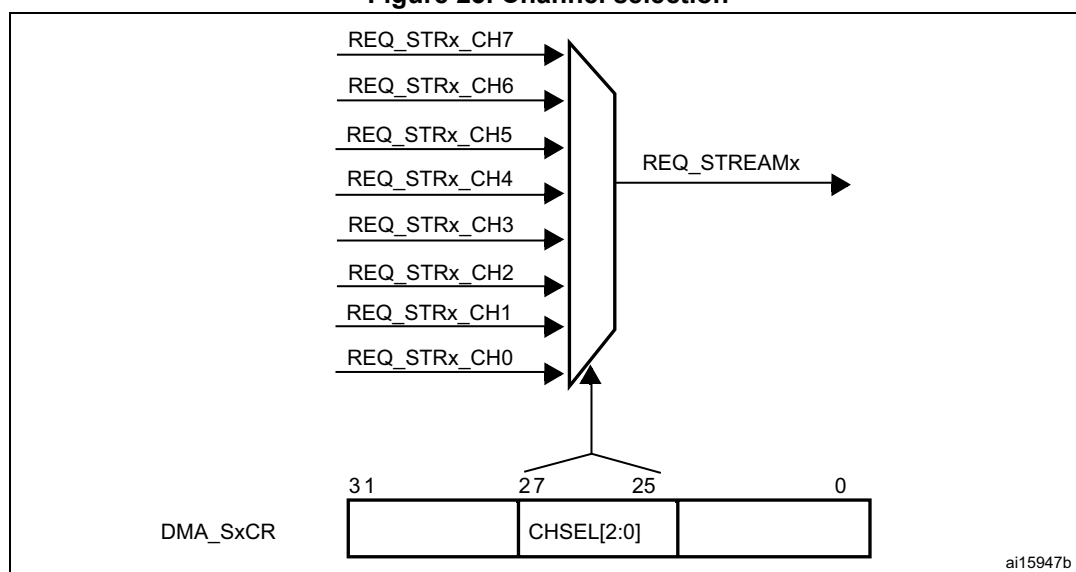 REQ_STRx_CH7
REQ_STRx_CH6
REQ_STRx_CH5
REQ_STRx_CH4
REQ_STREAMx
REQ_STRx_CH3
REQ_STRx_CH2
REQ_STRx_CH1
REQ_STRx_CH0
31 27 25 0
DMA_SxCR CHSEL[2:0]
ai15947b